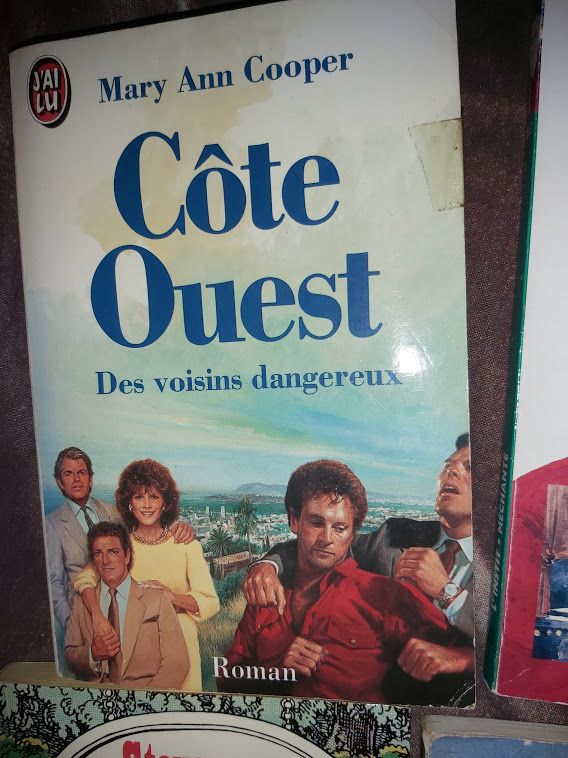 J'AI
LU
Mary Ann Cooper
Côte
Ouest
Des voisins dangereux
Roman